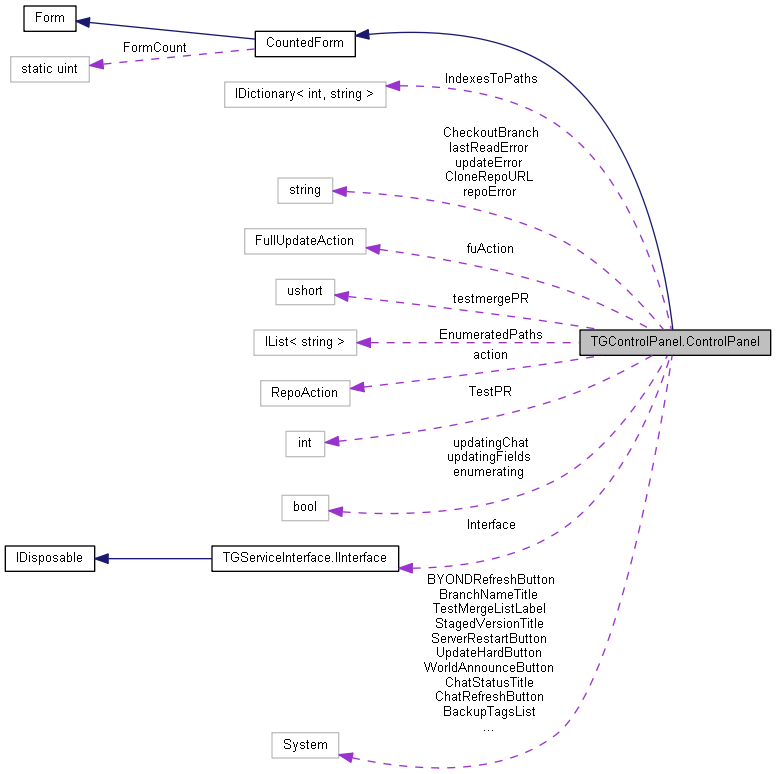 Form
CountedForm
FormCount
static uint
IndexesToPaths
IDictionary< int, string >
CheckoutBranch
lastReadError
updateError
CloneRepoURL
repoError
string
fuAction
FullUpdateAction
testmergePR
ushort
TGControlPanel.ControlPanel
EnumeratedPaths
IList< string >
action
RepoAction
TestPR
int
updatingChat
updatingFields
enumerating
bool
Interface
IDisposable
TGServiceInterface.IInterface
BYONDRefreshButton
BranchNameTitle
TestMergeListLabel
StagedVersionTitle
ServerRestartButton
UpdateHardButton
WorldAnnounceButton
ChatStatusTitle
ChatRefreshButton
BackupTagsList
...
System